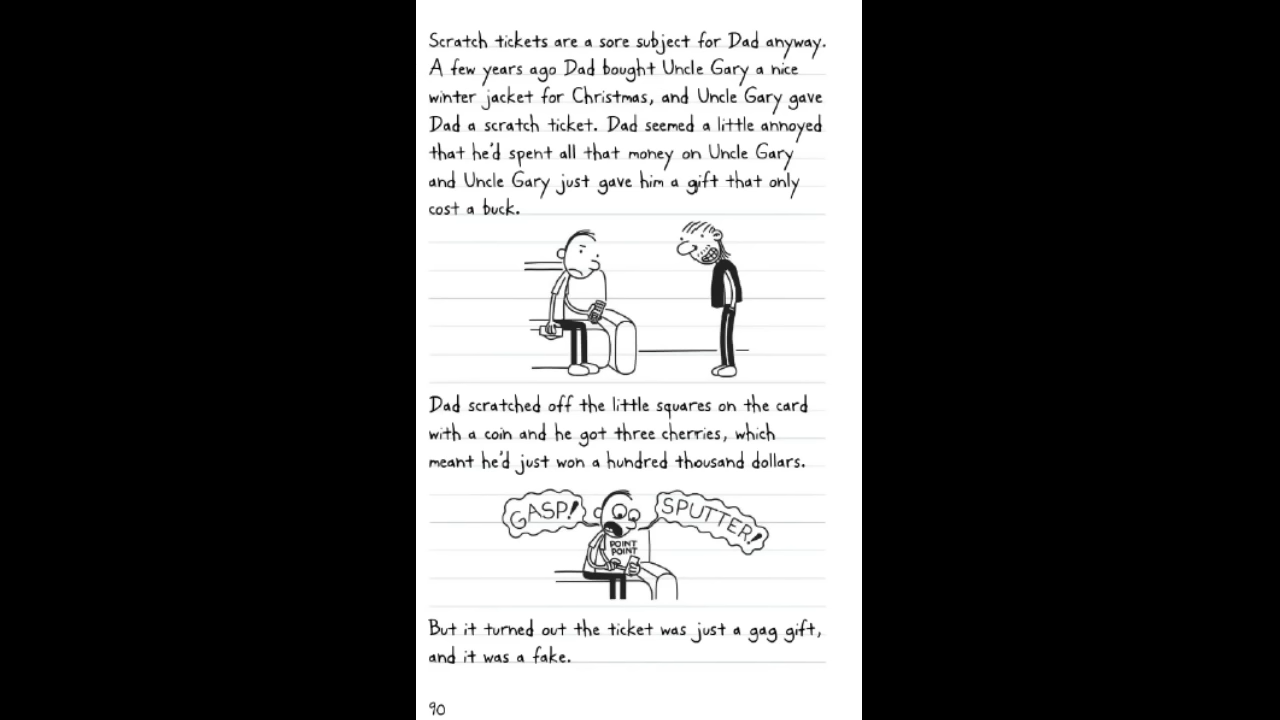 Scratch tickets are a sore subject for Dad anyway.
A few years ago Dad bought Uncle Gary a nice
winter jacket for Christmas, and Uncle Gary gave
Dad a scratch ticket. Dad seemed a little annoyed
that he'd spent all that money on Uncle Gary
and Uncle Gary just gave him a gift that only
cost a buck.
Dad scratched off the little squares on the card
with a coin and he got three cherries, which
meant he'd just won a hundred thousand dollars.
GASP!
SPUTTER!
POINT
POINT
But it turned out the ticket was just a gag gift,
and it was a fake.
90